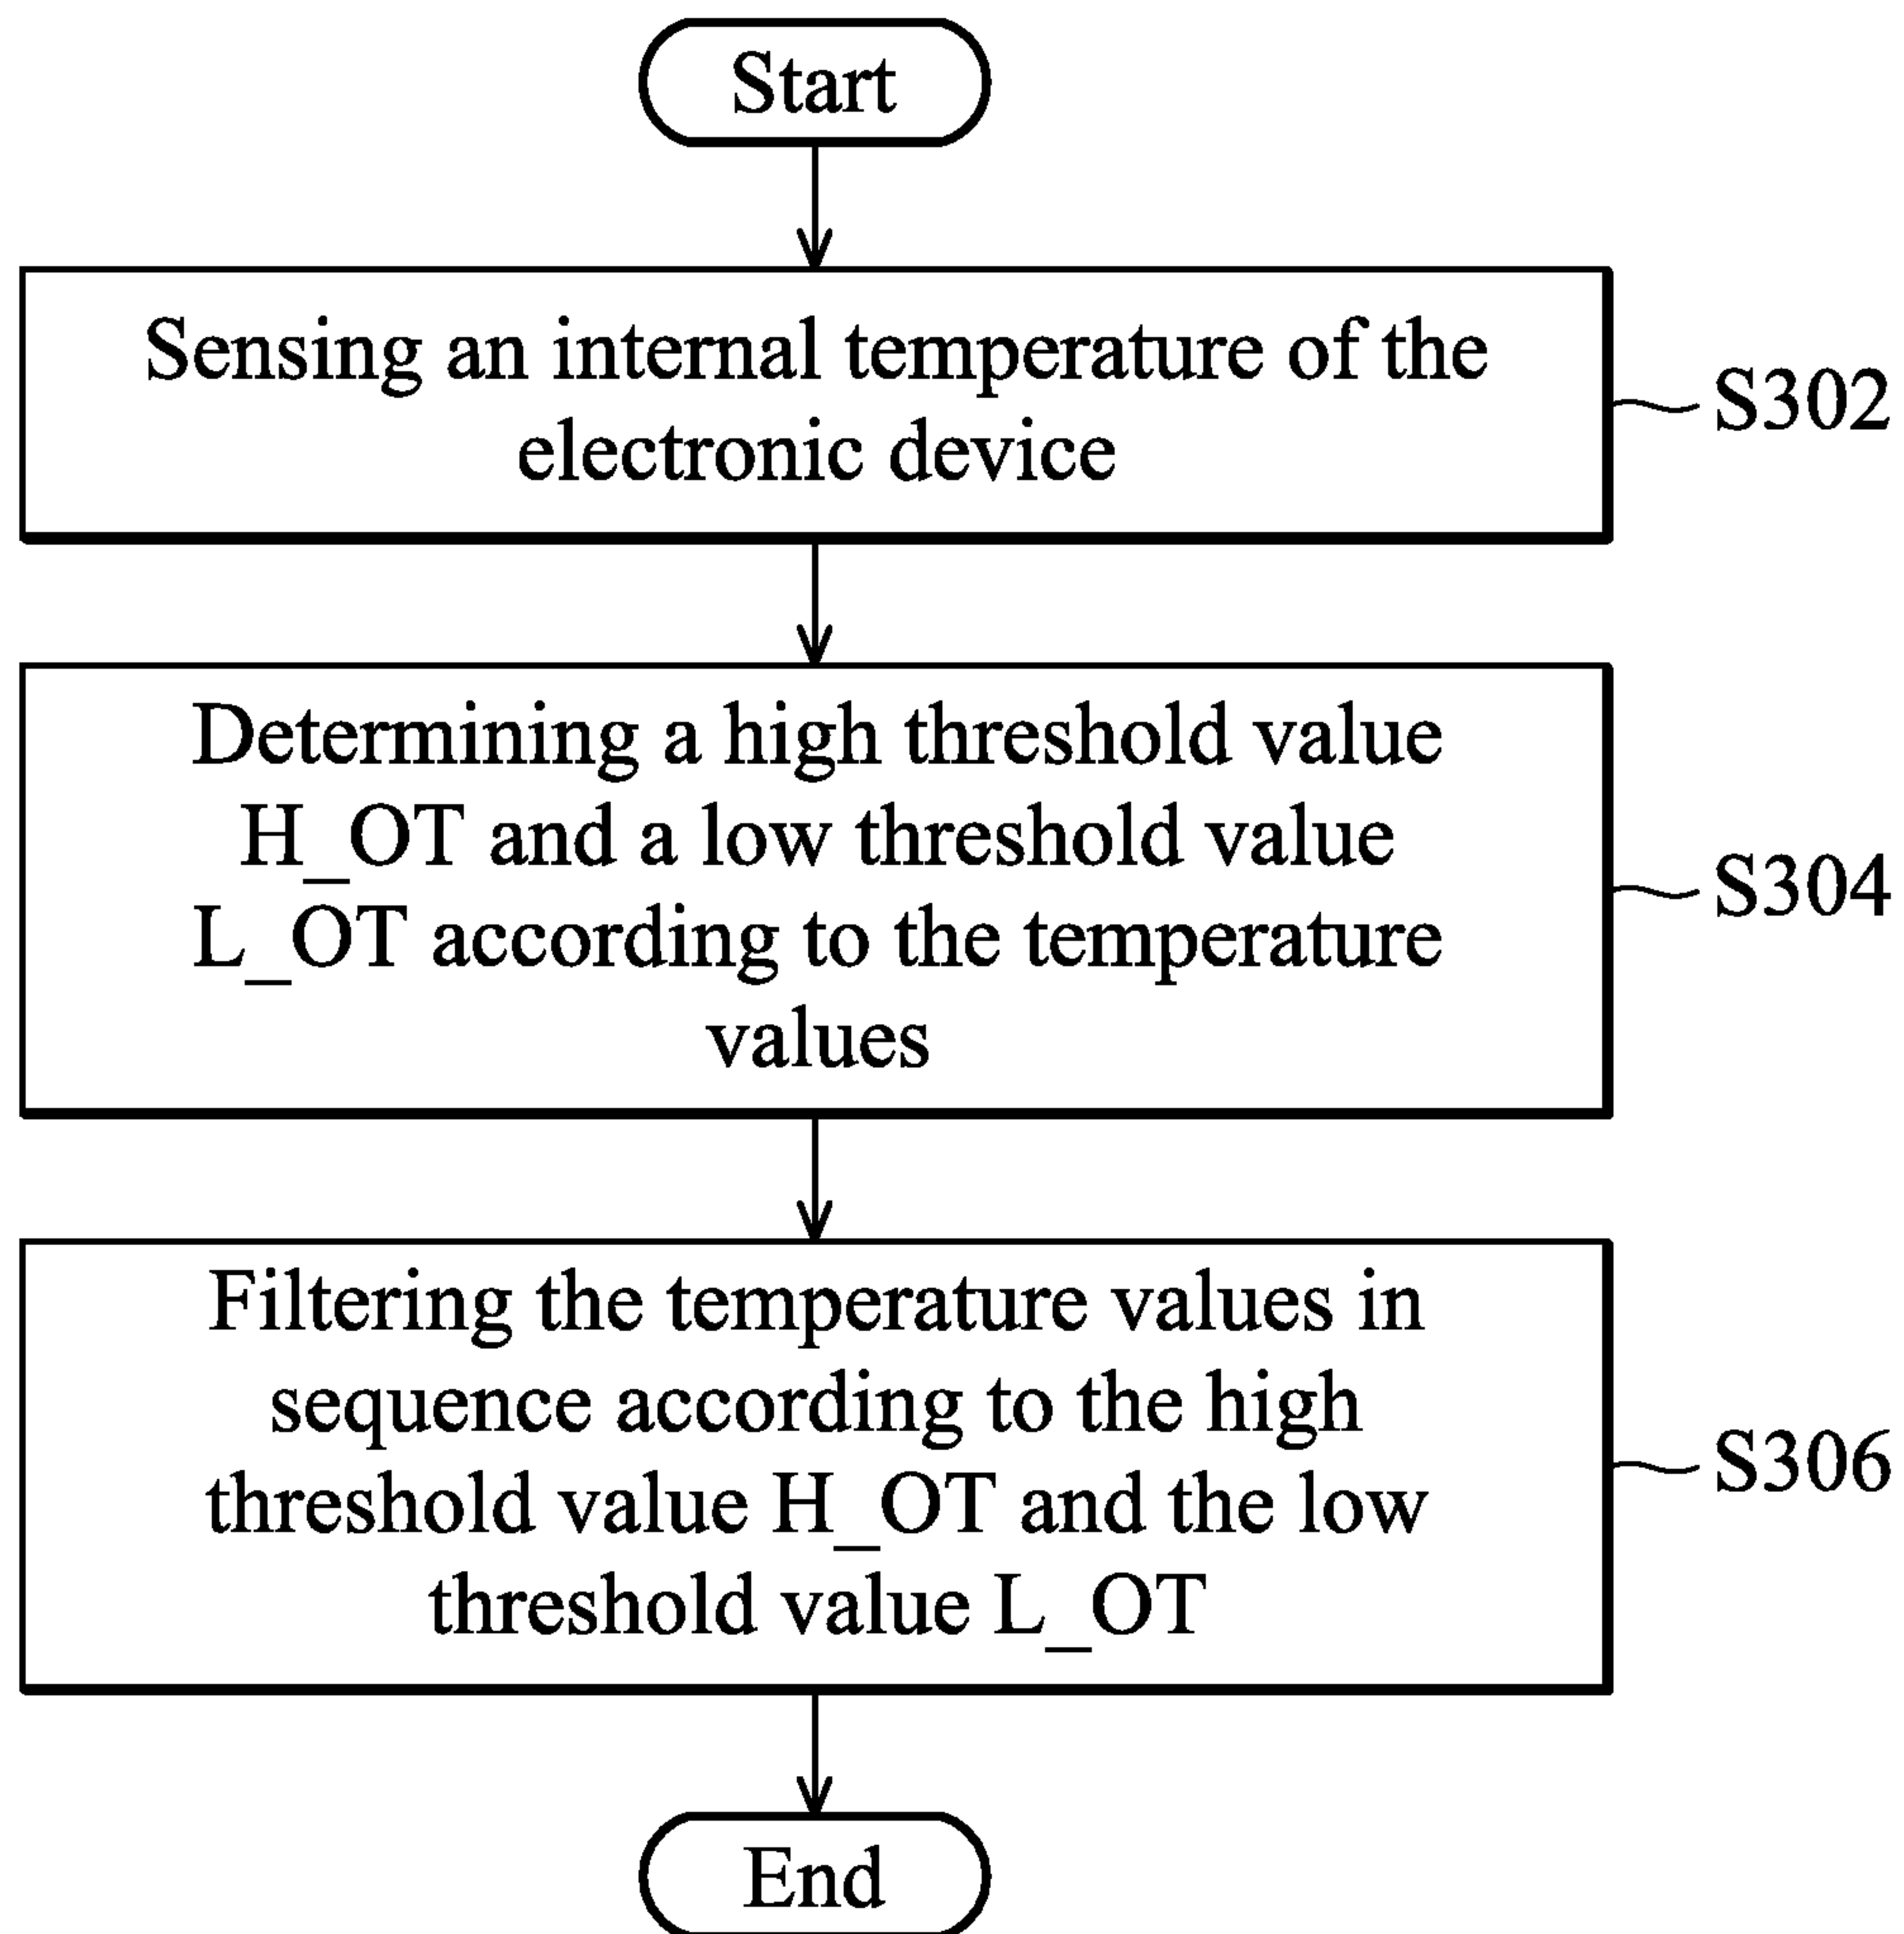 Start
Sensing an internal temperature of the
electronic device
S302
Determining a high threshold value
H_OT and a low threshold value
L_OT according to the temperature
values
S304
Filtering the temperature values in
sequence according to the high
threshold value H_OT and the low
threshold value L_OT
S306
End